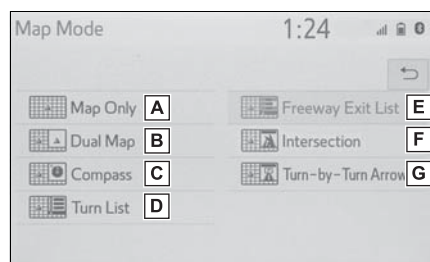 Map Mode 1:24
Map Only A
Dual Map B
Compass C
Turn List D
Freeway Exit List E
Intersection F
Turn-by-Turn Arrow G